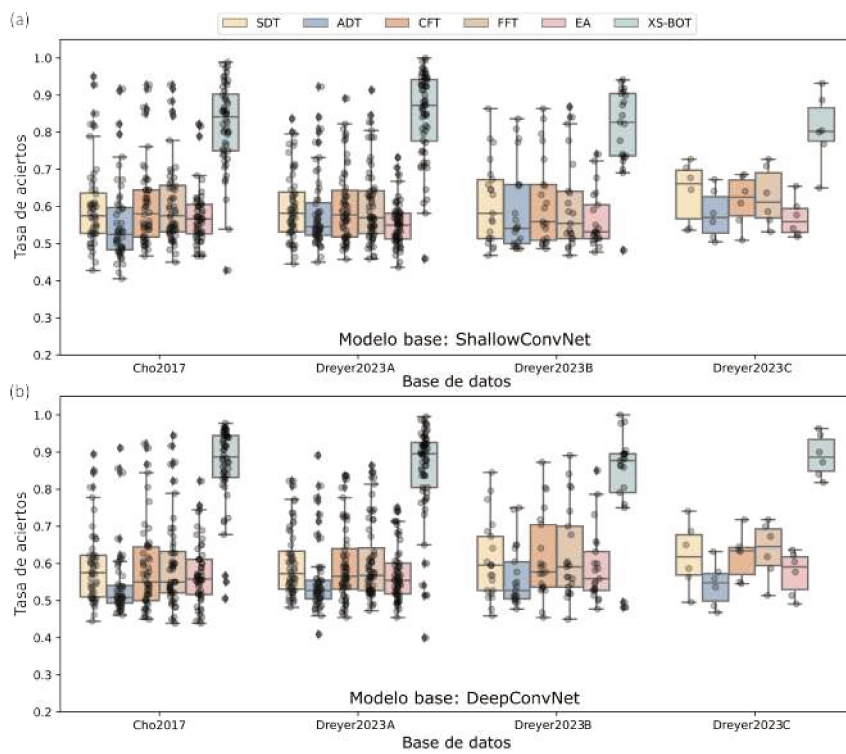 (a)
SDT ADT CFT FFT EA XS-BOT
1.0
0.9
0.8
0.7
0.6
0.5
0.4
0.3
0.2
Tasa de aciertos
Modelo base: ShallowConvNet
Cho2017 Dreyer2023A Dreyer2023B Dreyer2023C
Base de datos
(b)
1.0
0.9
0.8
0.7
0.6
0.5
0.4
0.3
0.2
Tasa de aciertos
Modelo base: DeepConvNet
Cho2017 Dreyer2023A Dreyer2023B Dreyer2023C
Base de datos